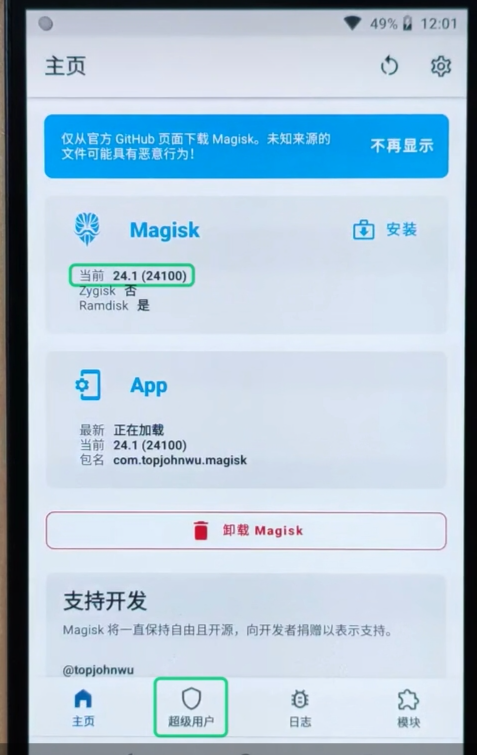 49% 12:01
主页
仅从官方 GitHub 页面下载 Magisk。未知来源的
文件可能具有恶意行为！
不再显示
Magisk
安装
当前 24.1 (24100)
Zygisk 否
Ramdisk 是
App
最新 正在加载
当前 24.1 (24100)
包名 com.topjohnwu.magisk
卸载 Magisk
支持开发
Magisk 将一直保持自由且开源，向开发者捐赠以表示支持。
@topjohnwu
主页
超级用户
日志
模块